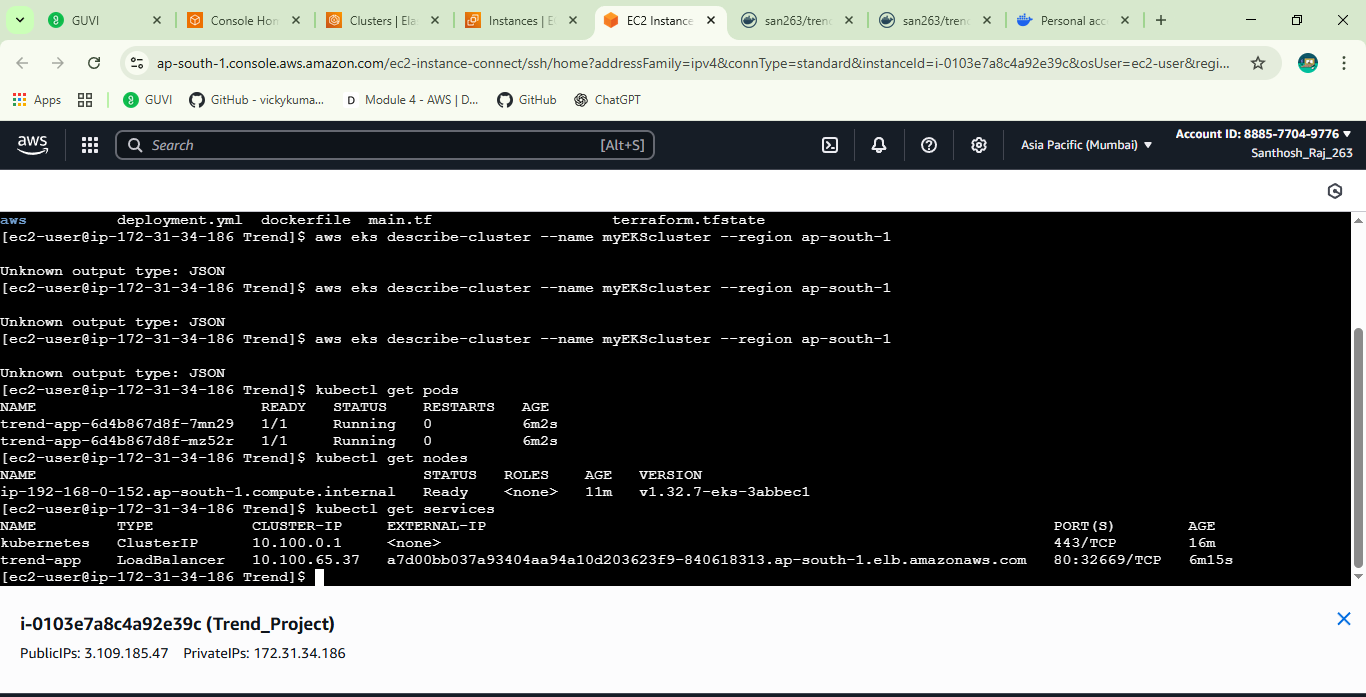 GUVI
Console Hon
Clusters | Ela
Instances | E
EC2 Instance
san263/trend
san263/trend
Personal acc
ap-south-1.console.aws.amazon.com/ec2-instance-connect/ssh/home?addressFamily=ipv4&connType=standard&instanceId=i-0103e7a8c4a92e39c&osUser=ec2-user&regi...
Apps
GUVI
GitHub - vickykuma...
D Module 4 - AWS | D...
GitHub
ChatGPT
aws
Search [Alt+S]
Asia Pacific (Mumbai)
Account ID: 8885-7704-9776
Santhosh_Raj_263
aws deployment.yml dockerfile main.tf terraform.tfstate
[ec2-user@ip-172-31-34-186 Trend]$ aws eks describe-cluster --name myEKScluster --region ap-south-1
Unknown output type: JSON
[ec2-user@ip-172-31-34-186 Trend]$ aws eks describe-cluster --name myEKScluster --region ap-south-1
Unknown output type: JSON
[ec2-user@ip-172-31-34-186 Trend]$ aws eks describe-cluster --name myEKScluster --region ap-south-1
Unknown output type: JSON
[ec2-user@ip-172-31-34-186 Trend]$ kubectl get pods
NAME READY STATUS RESTARTS AGE
trend-app-6d4b867d8f-7mn29 1/1 Running 0 6m2s
trend-app-6d4b867d8f-mz52r 1/1 Running 0 6m2s
[ec2-user@ip-172-31-34-186 Trend]$ kubectl get nodes
NAME STATUS ROLES AGE VERSION
ip-192-168-0-152.ap-south-1.compute.internal Ready <none> 11m v1.32.7-eks-3abbec1
[ec2-user@ip-172-31-34-186 Trend]$ kubectl get services
NAME TYPE CLUSTER-IP EXTERNAL-IP PORT(S) AGE
kubernetes ClusterIP 10.100.0.1 <none> 443/TCP 16m
trend-app LoadBalancer 10.100.65.37 a7d00bb037a93404aa94a10d203623f9-840618313.ap-south-1.elb.amazonaws.com 80:32669/TCP 6m15s
[ec2-user@ip-172-31-34-186 Trend]$
i-0103e7a8c4a92e39c (Trend_Project)
PublicIPs: 3.109.185.47 PrivateIPs: 172.31.34.186